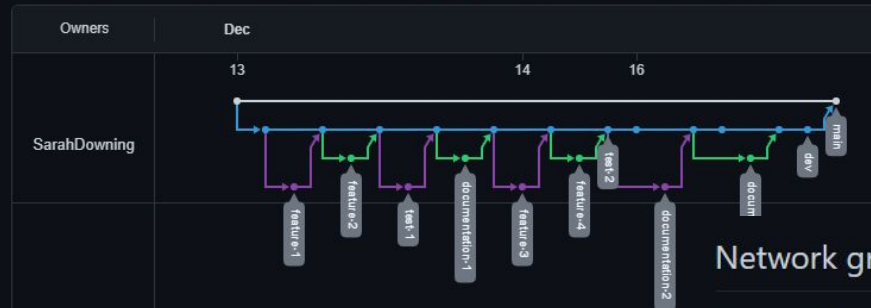 Owners
Dec
13
14
16
SarahDowning
main
dev
test-2
feature-1
feature-2
test-1
documentation-1
feature-3
feature-4
documentation-2
docum
Network gr